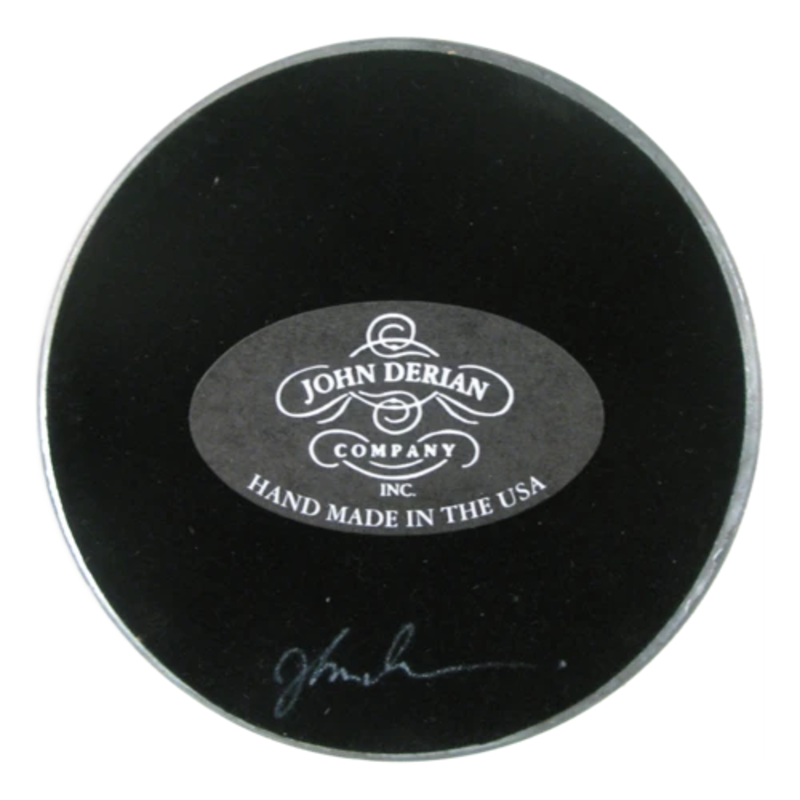 JOHN DERIAN
COMPANY
INC.
HAND MADE IN THE USA